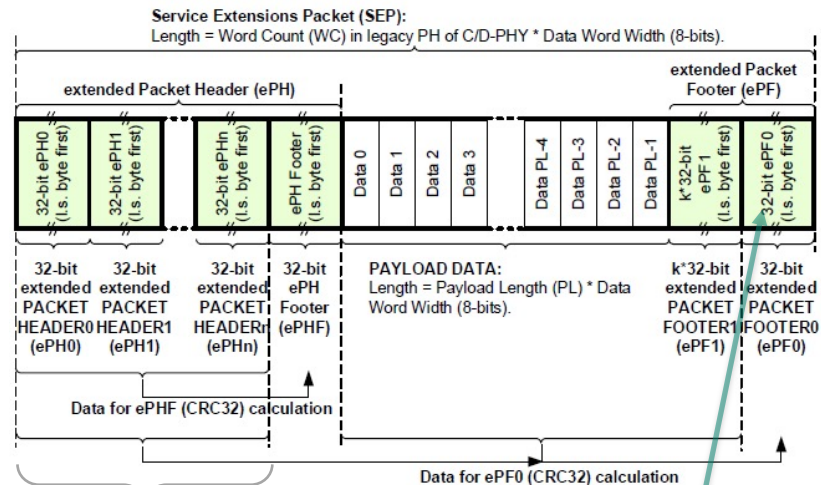 Service Extensions Packet (SEP):
Length = Word Count (WC) in legacy PH of C/D-PHY * Data Word Width (8-bits).
extended Packet Header (ePH)
extended Packet
Footer (ePF)
32-bit ePH0
(l.s. byte first)
32-bit ePH1
(l.s. byte first)
32-bit ePHn
(l.s. byte first)
ePH Footer
(l.s. byte first)
Data 0
Data 1
Data 2
Data 3
Data PL-4
Data PL-3
Data PL-2
Data PL-1
k*32-bit
ePF1
(l.s. byte first)
32-bit ePF0
(l.s. byte first)
32-bit
extended
PACKET
HEADER0
(ePH0)
32-bit
extended
PACKET
HEADER1
(ePH1)
32-bit
extended
PACKET
HEADERn
(ePHn)
32-bit
ePH
Footer
(ePHF)
PAYLOAD DATA:
Length = Payload Length (PL) * Data
Word Width (8-bits).
k*32-bit
extended
PACKET
FOOTER1
(ePF1)
32-bit
extended
PACKET
FOOTER0
(ePF0)
Data for ePHF (CRC32) calculation
Data for ePF0 (CRC32) calculation